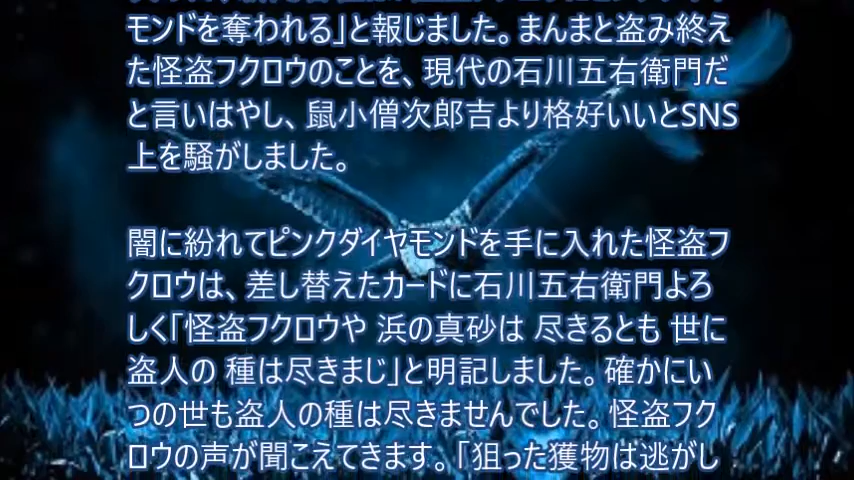 モンドを奪われる」と報じました。まんまと盗み終え
た怪盗フクロウのことを、現代の石川五右衛門だ
と言いはやし、鼠小僧次郎吉より格好いいとSNS
上を騒がしました。
闇に紛れてピンクダイヤモンドを手に入れた怪盗フ
クロウは、差し替えたカードに石川五右衛門よろ
しく「怪盗フクロウや 浜の真砂は 尽きるとも 世に
盗人の 種は尽きまじ」と明記しました。確かにい
つの世も盗人の種は尽きませんでした。怪盗フク
ロウの声が聞こえてきます。「狙った獲物は逃がし